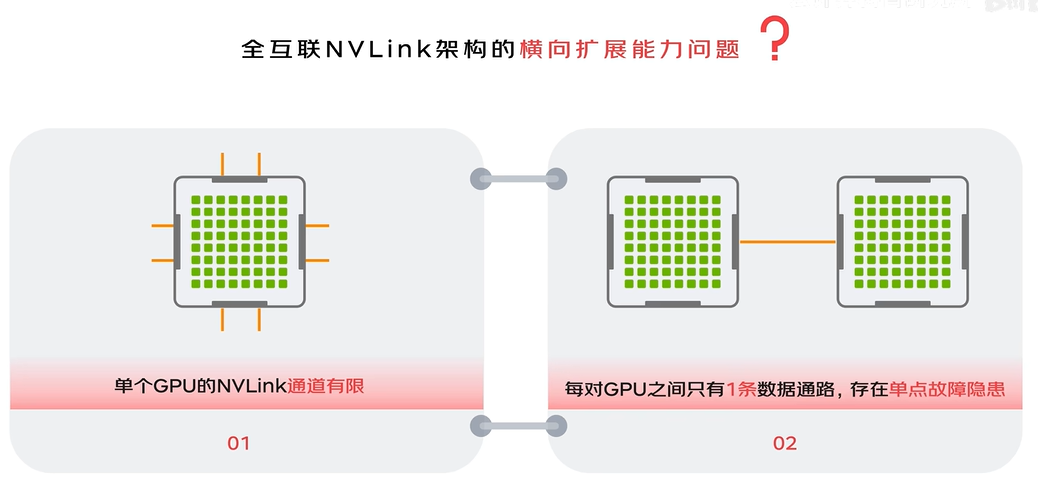 全互联NVLink架构的横向扩展能力问题?
单个GPU的NVLink通道有限
01
每对GPU之间只有1条数据通路,存在单点故障隐患
02